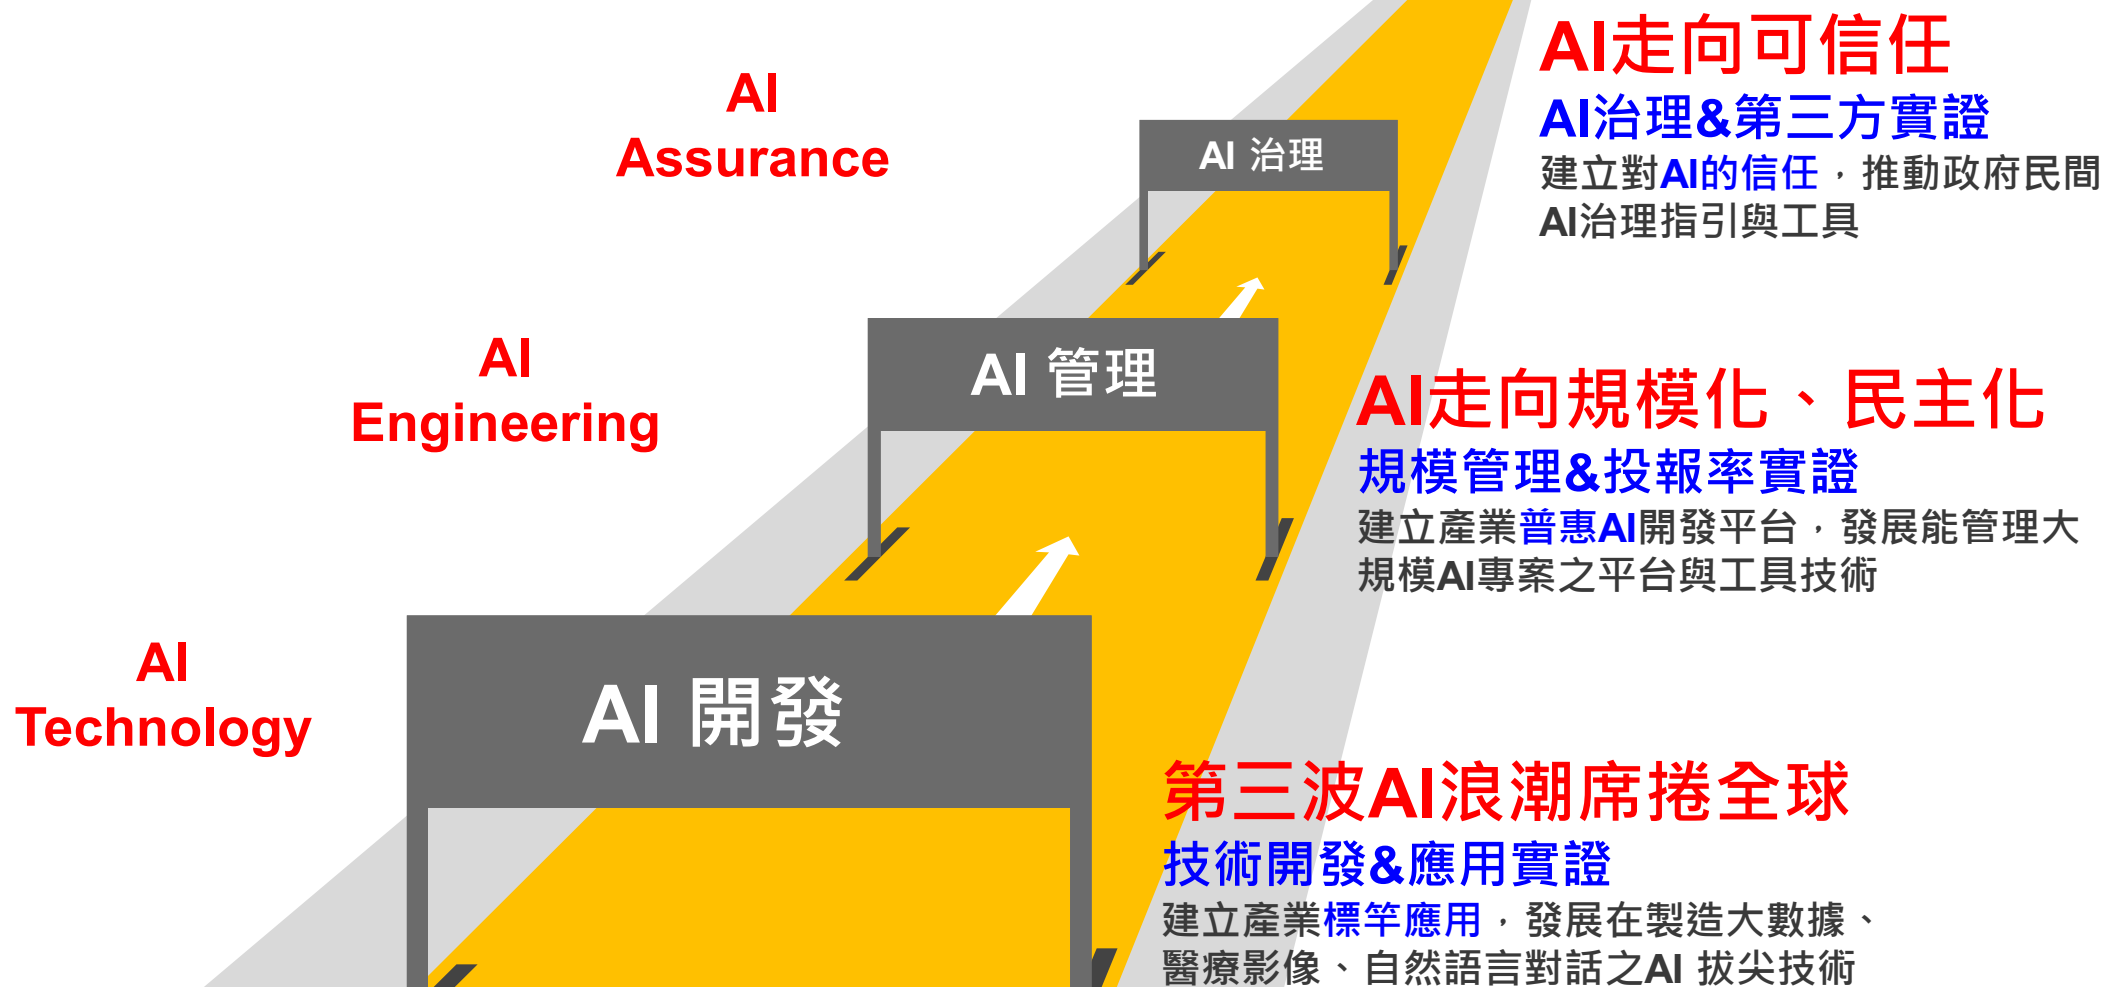 AI
Assurance
AI 治理
AI走向可信任
AI治理&第三方實證
建立對AI的信任，推動政府民間
AI治理指引與工具
AI
Engineering
AI 管理
AI走向規模化、民主化
規模管理&投報率實證
建立產業普惠AI開發平台，發展能管理大
規模AI專案之平台與工具技術
AI
Technology
AI 開發
第三波AI浪潮席捲全球
技術開發&應用實證
建立產業標竿應用，發展在製造大數據、
醫療影像、自然語言對話之AI 拔尖技術